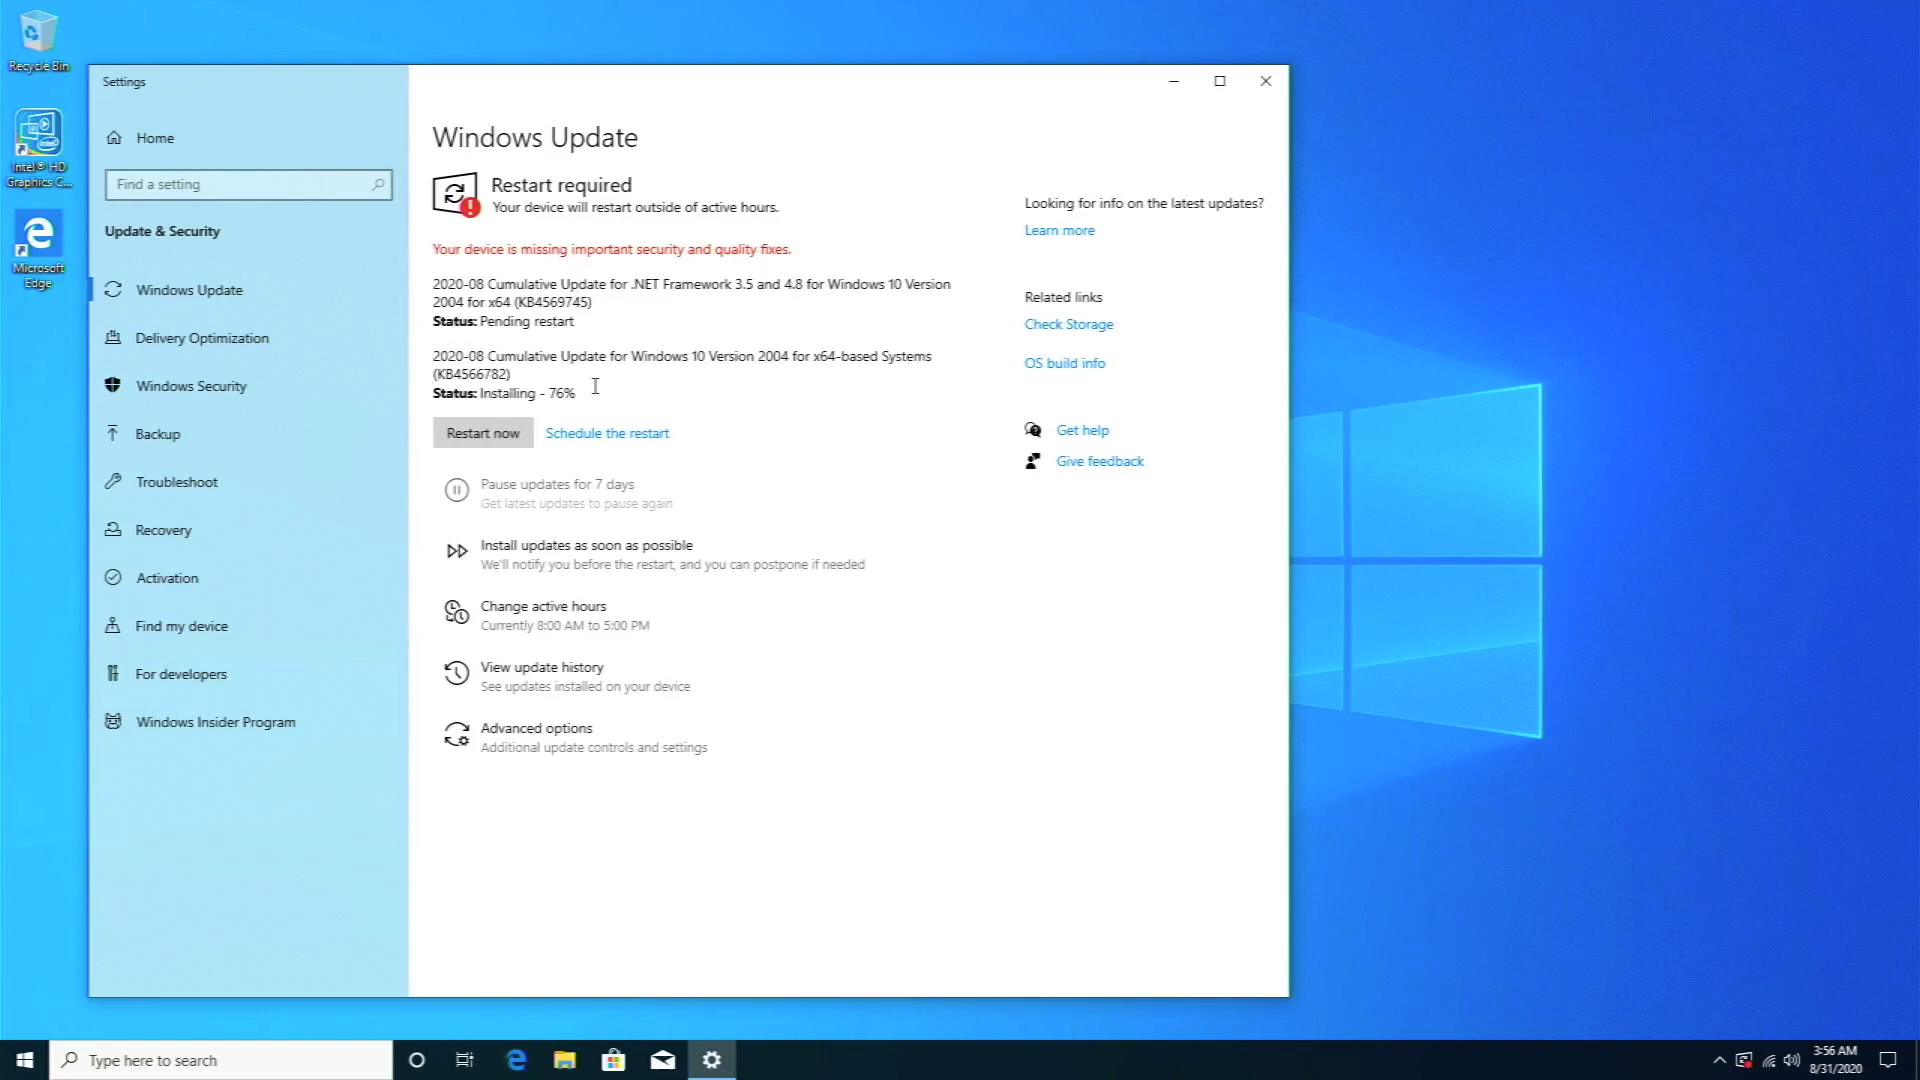 Recycle Bin
Intel® HD
Graphics C...
Microsoft
Edge
Settings
Home
Find a setting
Update & Security
Windows Update
Delivery Optimization
Windows Security
Backup
Troubleshoot
Recovery
Activation
Find my device
For developers
Windows Insider Program
Windows Update
Restart required
Your device will restart outside of active hours.
Your device is missing important security and quality fixes.
2020-08 Cumulative Update for .NET Framework 3.5 and 4.8 for Windows 10 Version
2004 for x64 (KB4569745)
Status: Pending restart
2020-08 Cumulative Update for Windows 10 Version 2004 for x64-based Systems
(KB4566782)
Status: Installing - 76%
Restart now
Schedule the restart
Pause updates for 7 days
Get latest updates to pause again
Install updates as soon as possible
We'll notify you before the restart, and you can postpone if needed
Change active hours
Currently 8:00 AM to 5:00 PM
View update history
See updates installed on your device
Advanced options
Additional update controls and settings
Looking for info on the latest updates?
Learn more
Related links
Check Storage
OS build info
Get help
Give feedback
Type here to search
3:56 AM
8/31/2020